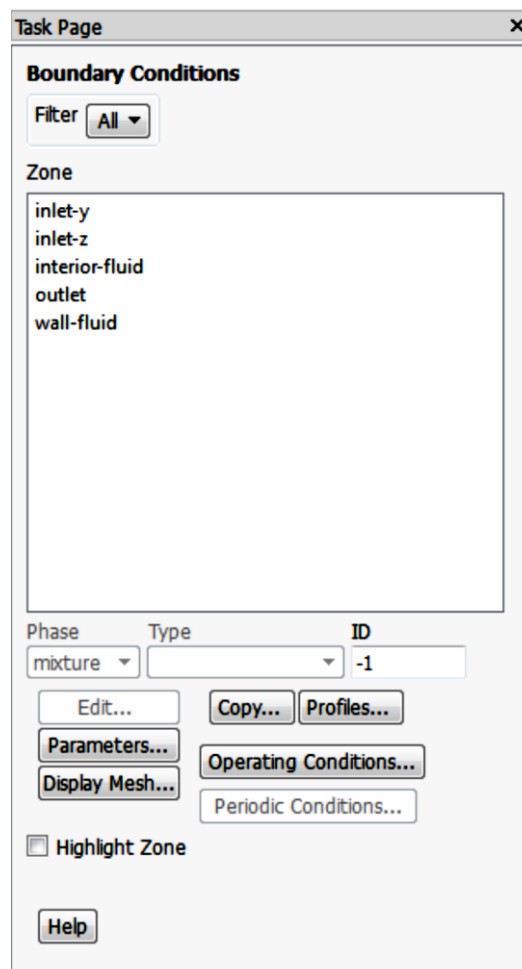 Task Page
Boundary Conditions
Filter All
Zone
inlet-y
inlet-z
interior-fluid
outlet
wall-fluid
Phase Type ID
mixture -1
Edit... Copy... Profiles...
Parameters...
Operating Conditions...
Display Mesh...
Periodic Conditions...
Highlight Zone
Help